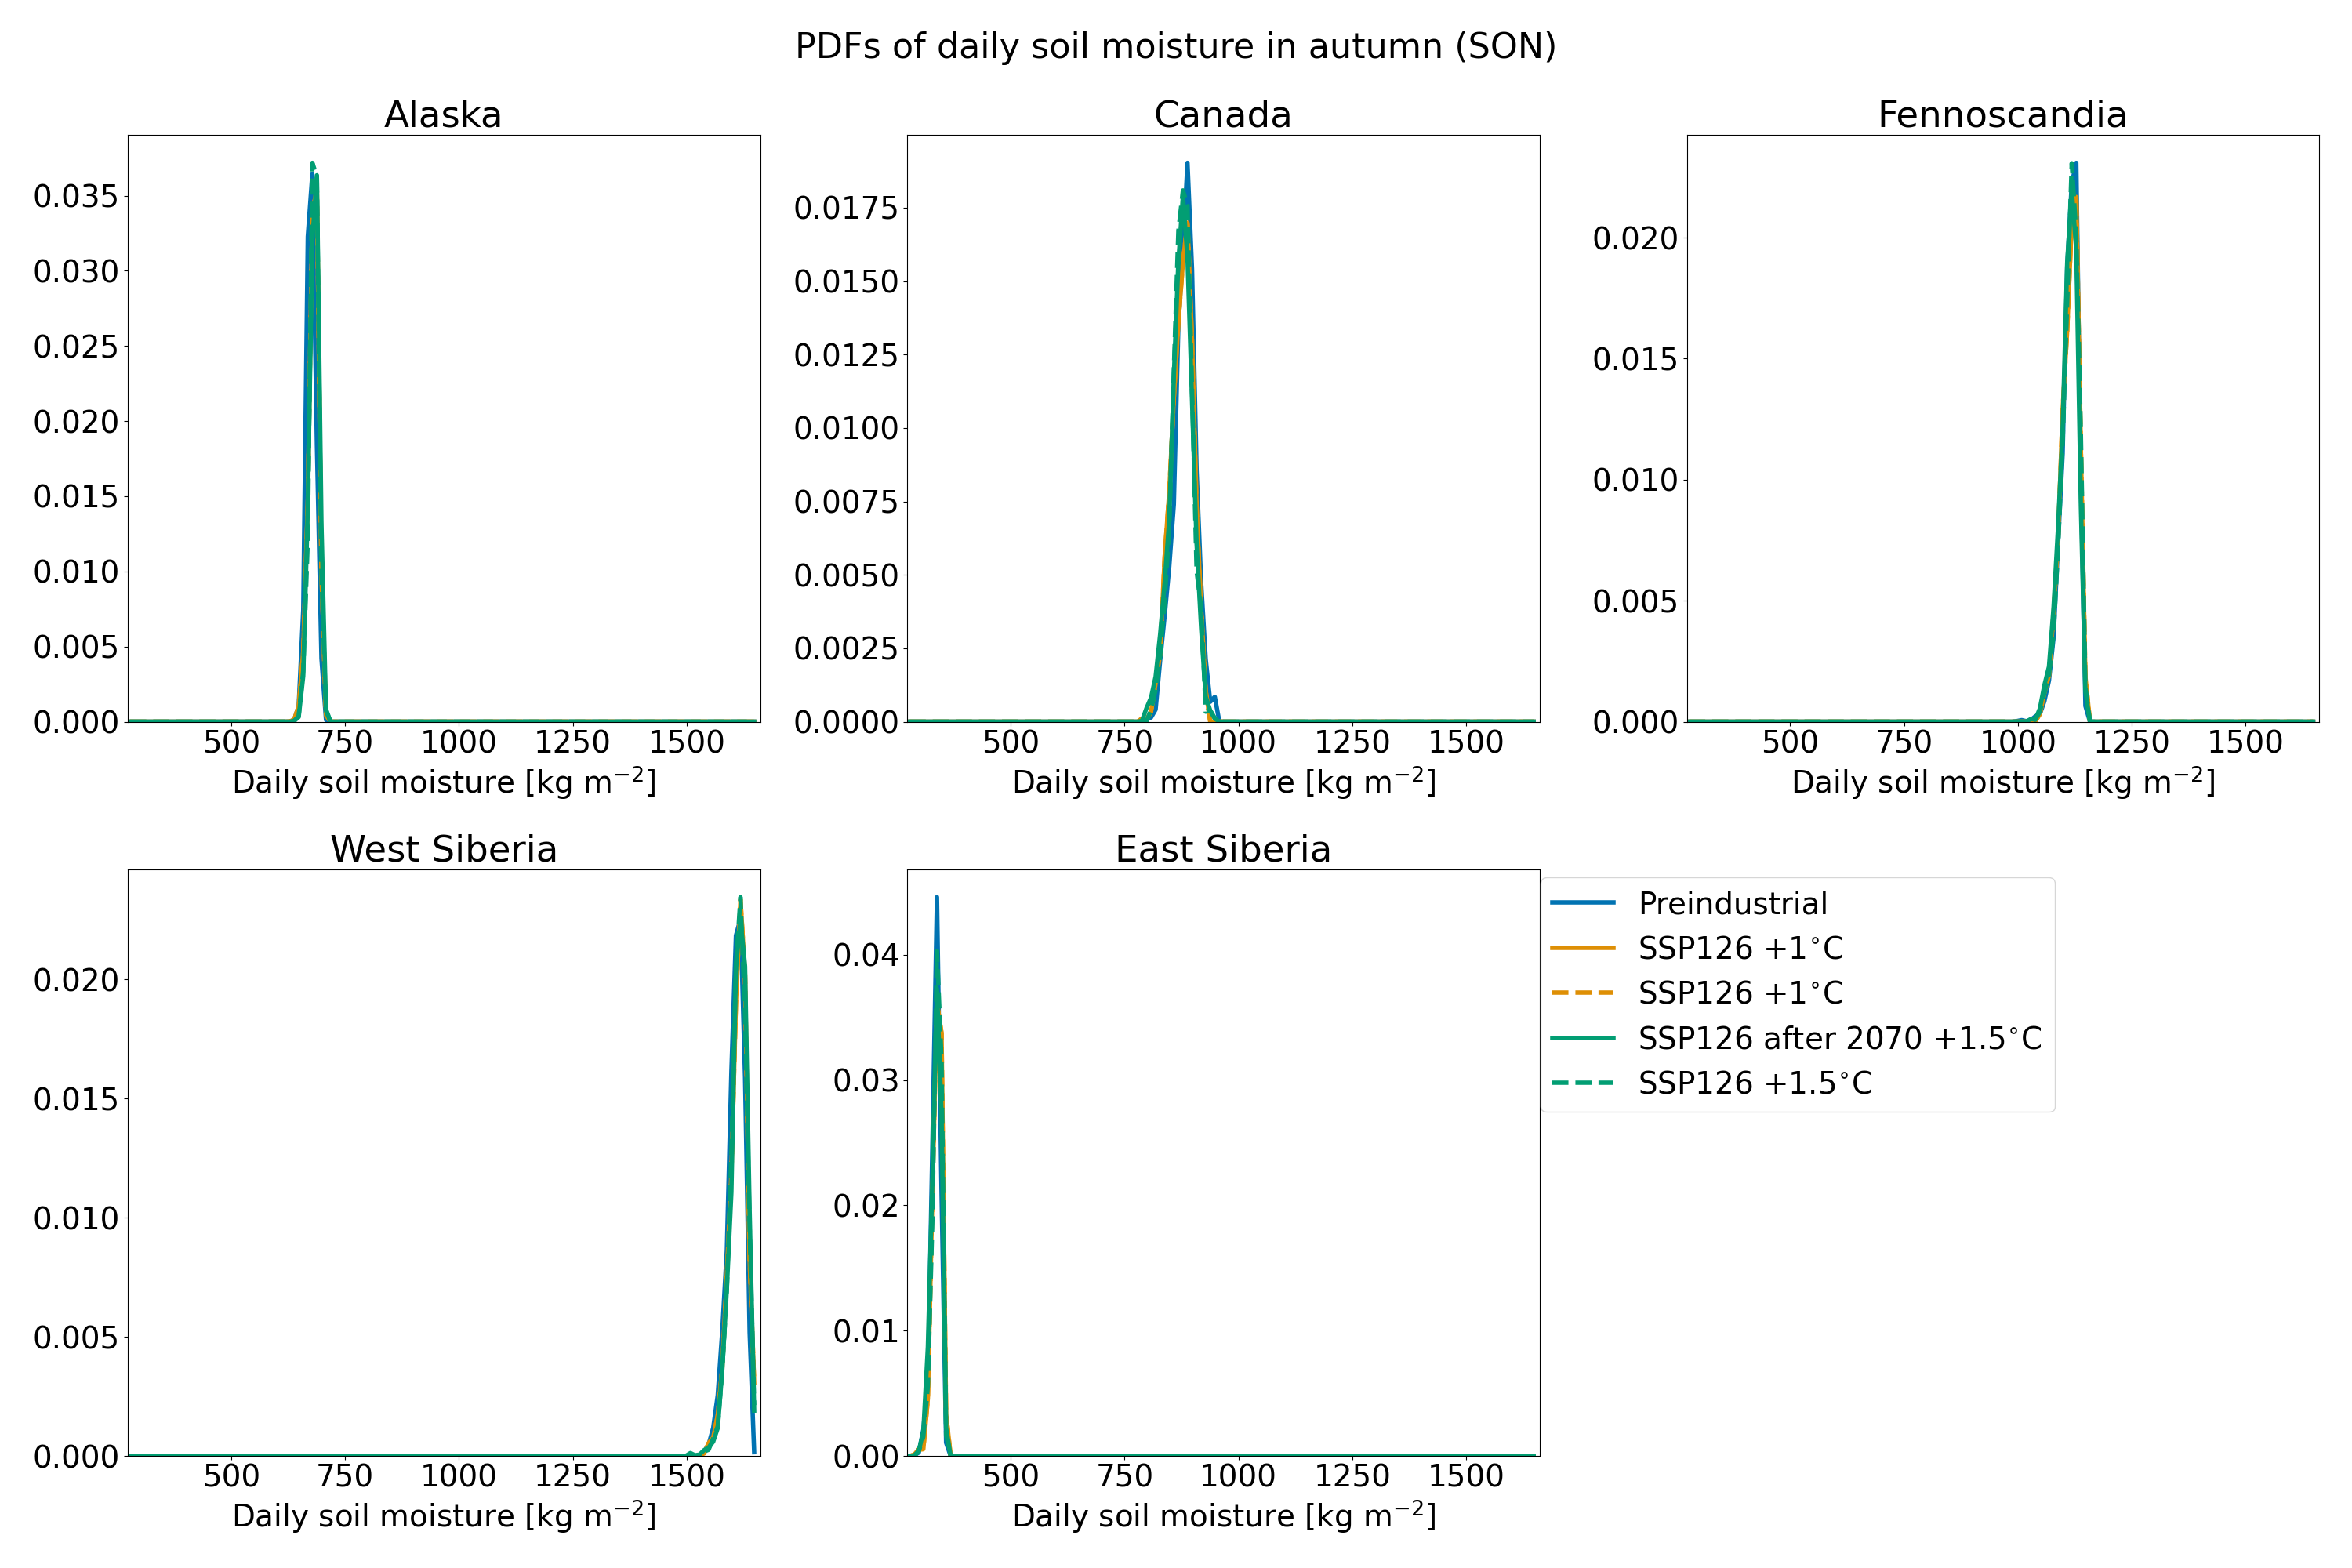 PDFs of daily soil moisture in autumn (SON)
Alaska
0.035
0.030
0.025
0.020
0.015
0.010
0.005
0.000
500 750 1000 1250 1500
Daily soil moisture [kg m⁻²]
Canada
0.0175
0.0150
0.0125
0.0100
0.0075
0.0050
0.0025
0.0000
500 750 1000 1250 1500
Daily soil moisture [kg m⁻²]
Fennoscandia
0.020
0.015
0.010
0.005
0.000
500 750 1000 1250 1500
Daily soil moisture [kg m⁻²]
West Siberia
0.020
0.015
0.010
0.005
0.000
500 750 1000 1250 1500
Daily soil moisture [kg m⁻²]
East Siberia
0.04
0.03
0.02
0.01
0.00
500 750 1000 1250 1500
Daily soil moisture [kg m⁻²]
Preindustrial
SSP126 +1°C
SSP126 +1°C
SSP126 after 2070 +1.5°C
SSP126 +1.5°C